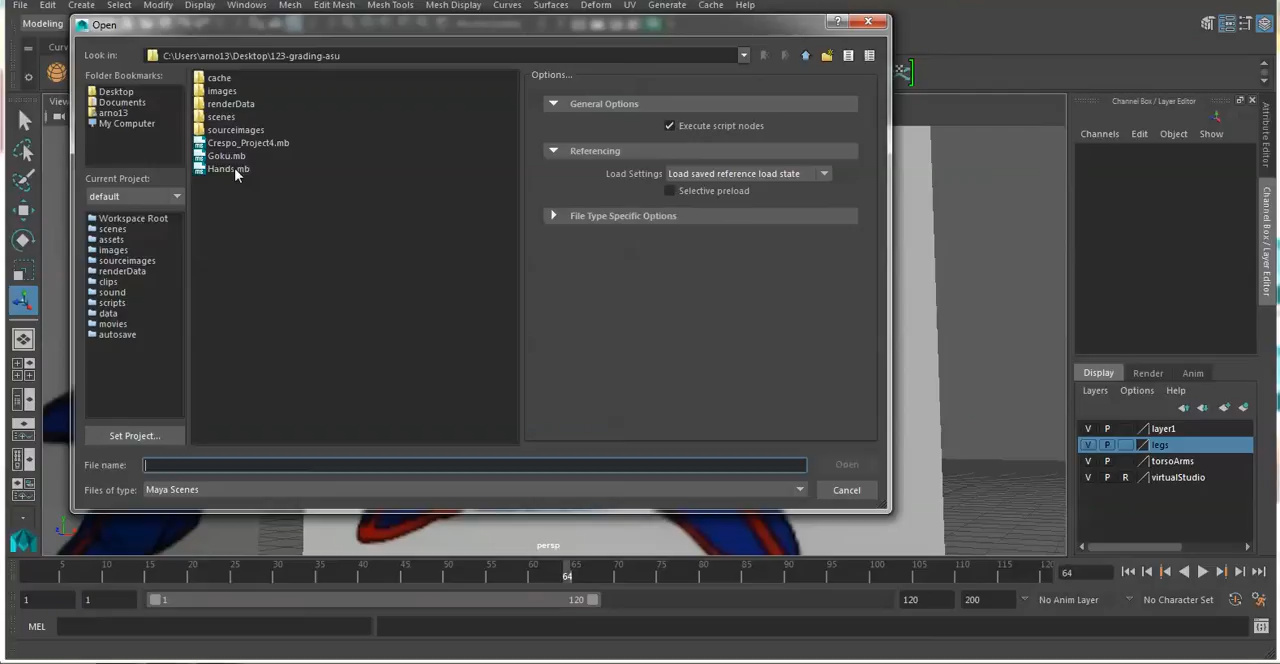 File Edit Create Select Modify Display Windows Mesh Edit Mesh Mesh Tools Mesh Display Curves Surfaces Deform UV Generate Cache Help
Open
Modeling
Look in: C:\Users\arno13\Desktop\123-grading-asu
Folder Bookmarks:
Desktop
Documents
arno13
My Computer
Current Project:
default
Workspace Root
scenes
assets
images
sourceimages
renderData
clips
sound
scripts
data
movies
autosave
Set Project...
cache
images
renderData
scenes
sourceimages
Crespo_Project4.mb
Goku.mb
Hands.mb
Options...
General Options
Execute script nodes
Referencing
Load Settings Load saved reference load state
Selective preload
File Type Specific Options
File name: Open
Files of type: Maya Scenes Cancel
Channel Box / Layer Editor
Channels Edit Object Show
Attribute Editor
Channel Box / Layer Editor
Display Render Anim
Layers Options Help
V P layer1
V P legs
V P torsoArms
V P R virtualStudio
persp
5 10 15 20 25 30 35 40 45 50 55 60 65 70 75 80 85 90 95 100 105 110 115 120
64 64
1 1 1 120 120 200 No Anim Layer No Character Set
MEL